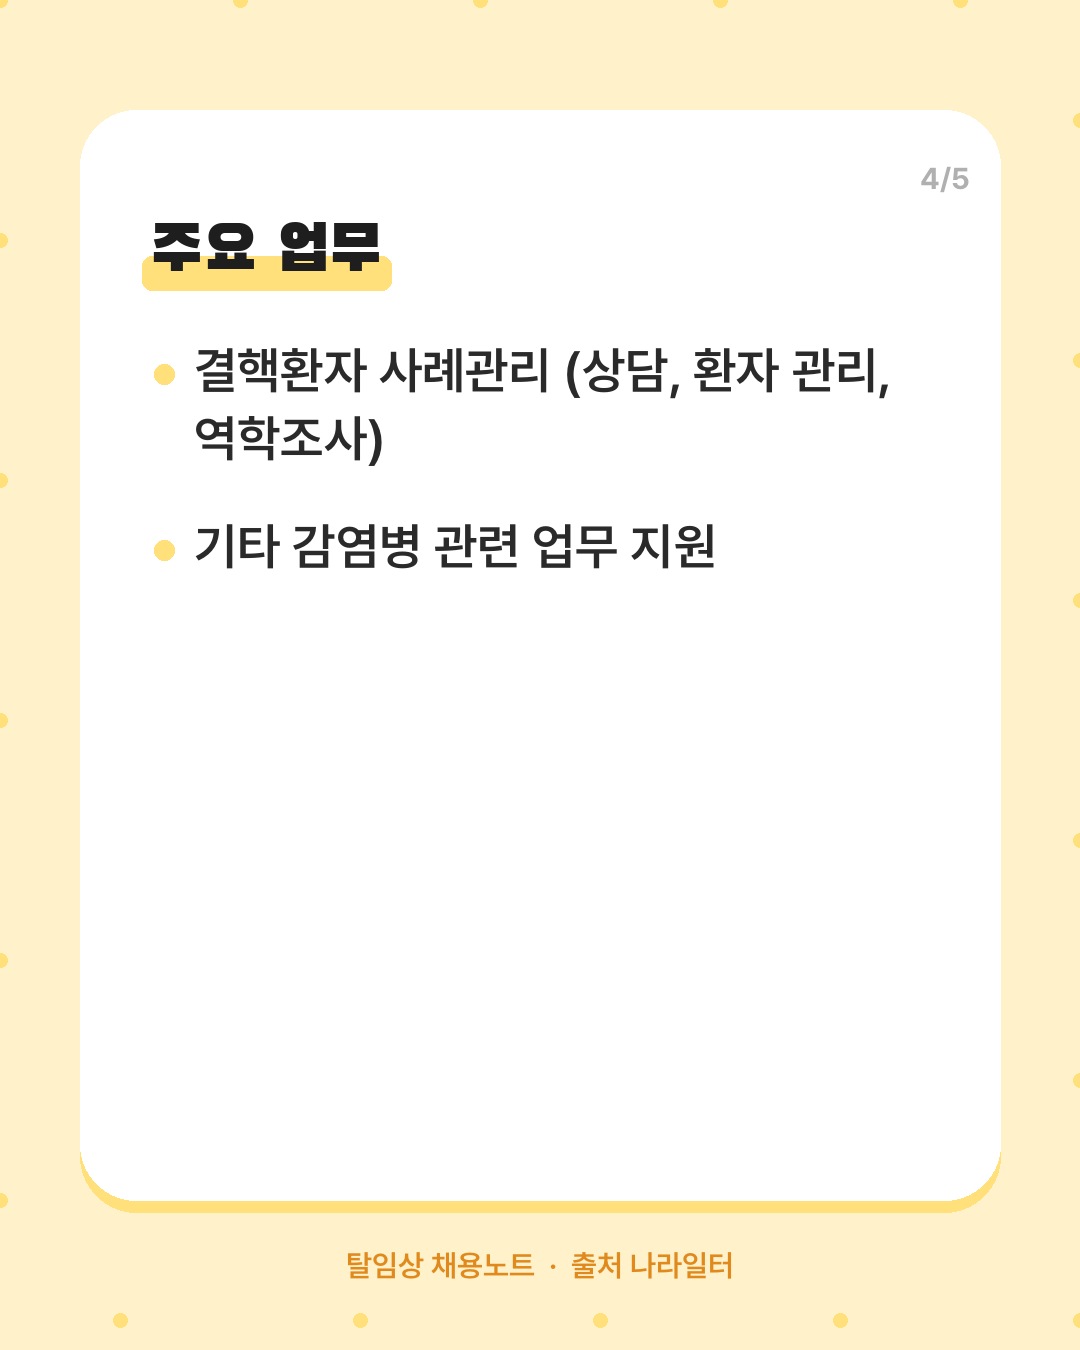 4/5
주요 업무
결핵환자 사례관리 (상담, 환자 관리,
역학조사)
기타 감염병 관련 업무 지원
탈임상 채용노트 · 출처 나라일터